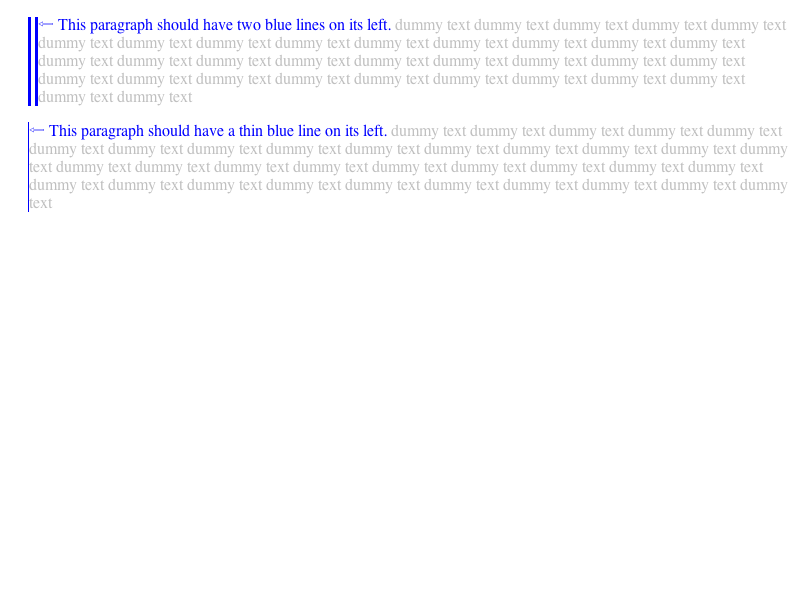 ⇽ This paragraph should have two blue lines on its left. dummy text dummy text dummy text dummy text dummy text
dummy text dummy text dummy text dummy text dummy text dummy text dummy text dummy text dummy text
dummy text dummy text dummy text dummy text dummy text dummy text dummy text dummy text dummy text
dummy text dummy text dummy text dummy text dummy text dummy text dummy text dummy text dummy text
dummy text dummy text
⇽ This paragraph should have a thin blue line on its left. dummy text dummy text dummy text dummy text dummy text
dummy text dummy text dummy text dummy text dummy text dummy text dummy text dummy text dummy text dummy
text dummy text dummy text dummy text dummy text dummy text dummy text dummy text dummy text dummy text
dummy text dummy text dummy text dummy text dummy text dummy text dummy text dummy text dummy text dummy
text